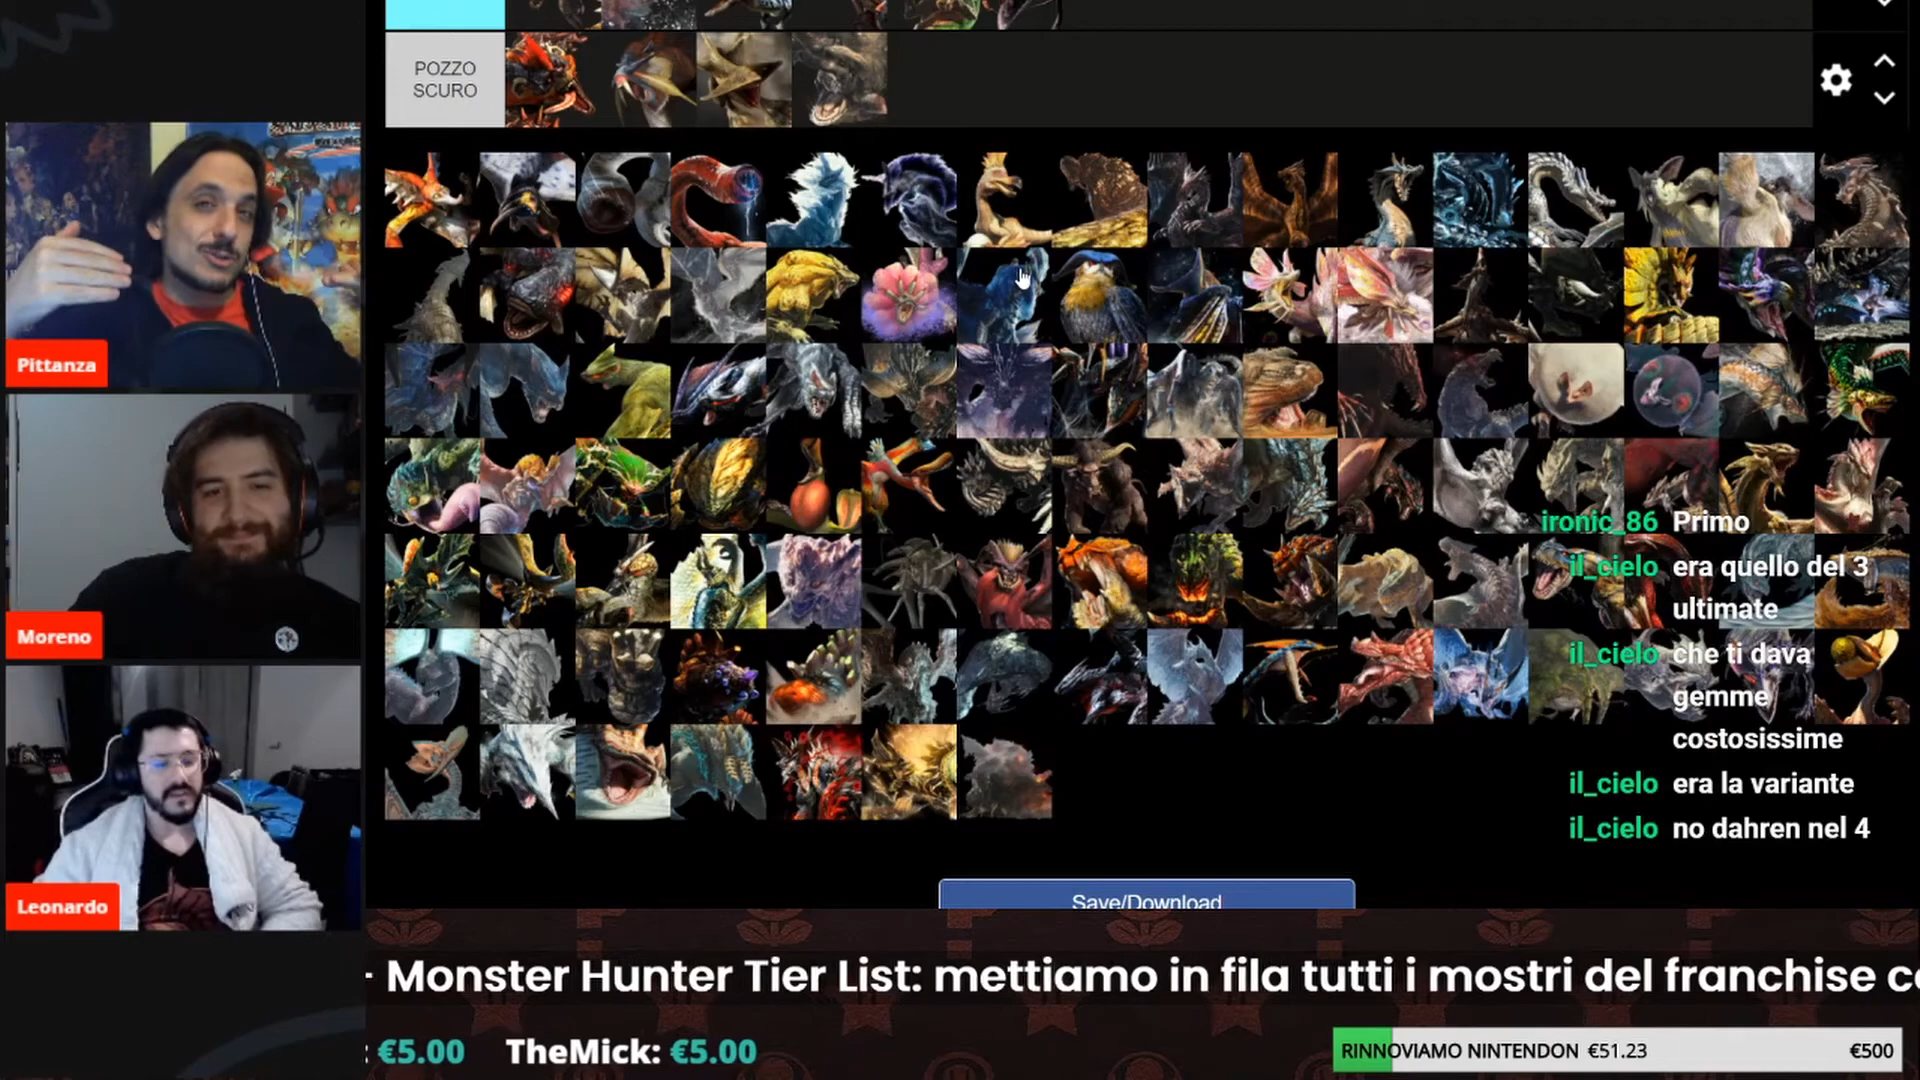 POZZO
SCURO
Pittanza
Moreno
Leonardo
ironic_86 Primo
il_cielo era quello del 3
ultimate
il_cielo che ti dava
gemme
costosissime
il_cielo era la variante
il_cielo no dahren nel 4
Save/Download
- Monster Hunter Tier List: mettiamo in fila tutti i mostri del franchise
: €5.00 TheMick: €5.00
RINNOVIAMO NINTENDON €51.23 €500